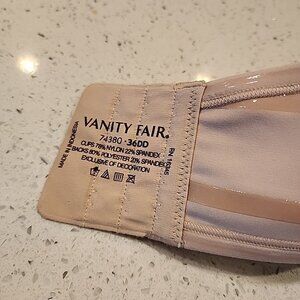 VANITY FAIR®
74380 · 36DD
CUPS 78% NYLON 22% SPANDEX
BACKS 80% POLYESTER 20% SPANDEX
EXCLUSIVE OF DECORATION
MADE IN INDONESIA